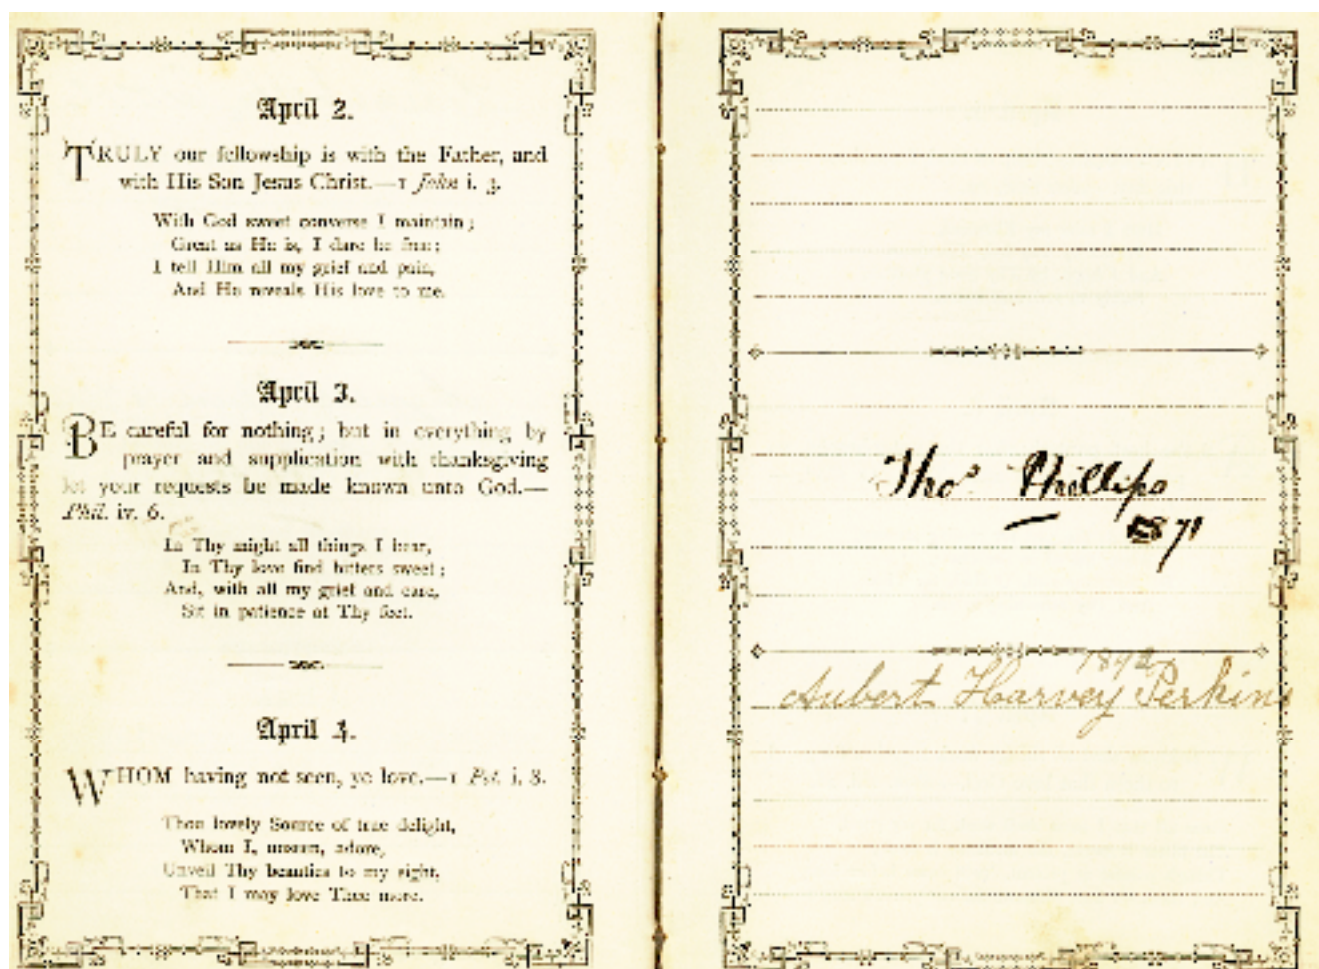 April 2.
TRULY our fellowship is with the Father, and
with His Son Jesus Christ.—1 John i. 3.
With God sweet converse I maintain;
Great as He is, I dare be free;
I tell Him all my grief and pain,
And He reveals His love to me.
April 3.
BE careful for nothing; but in everything by
prayer and supplication with thanksgiving
let your requests be made known unto God.—
Phil. iv. 6.
In Thy might all things I bear,
In Thy love find bitters sweet;
And, with all my grief and care,
Sit in patience at Thy feet.
April 4.
WHOM having not seen, ye love.—1 Pet. i. 8.
Thou lovely Source of true delight,
Whom I, unseen, adore,
Unveil Thy beauties to my sight,
That I may love Thee more.
Thos Phillips
1871
1892
Aubert Harvey Perkins